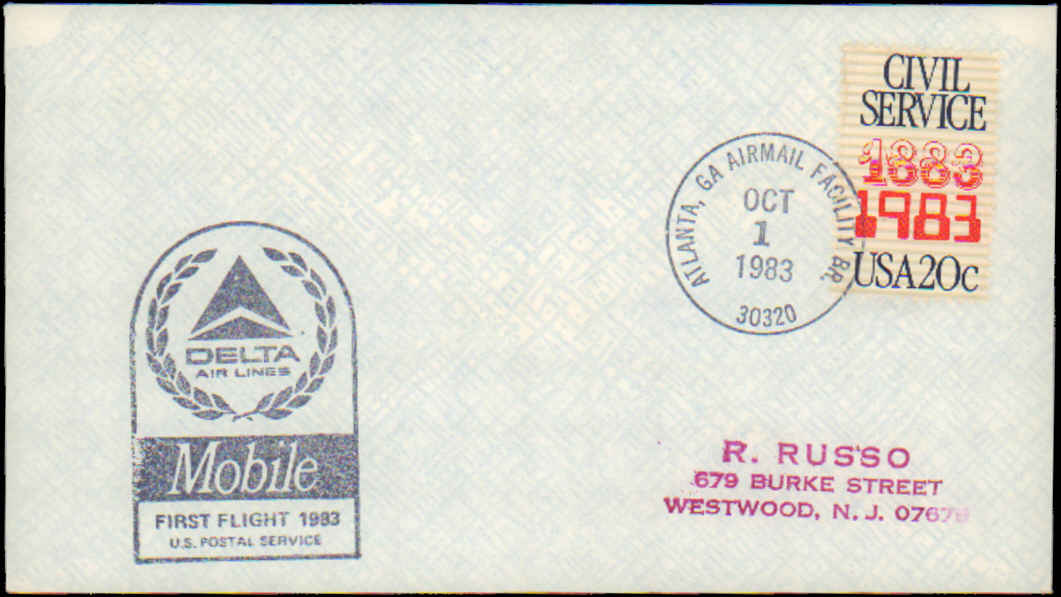 CIVIL
SERVICE
1883
1983
USA20c
ATLANTA, GA AIRMAIL FACILITY BR.
OCT
1
1983
30320
DELTA
AIR LINES
Mobile
FIRST FLIGHT 1983
U.S. POSTAL SERVICE
R. RUSSO
679 BURKE STREET
WESTWOOD, N. J.